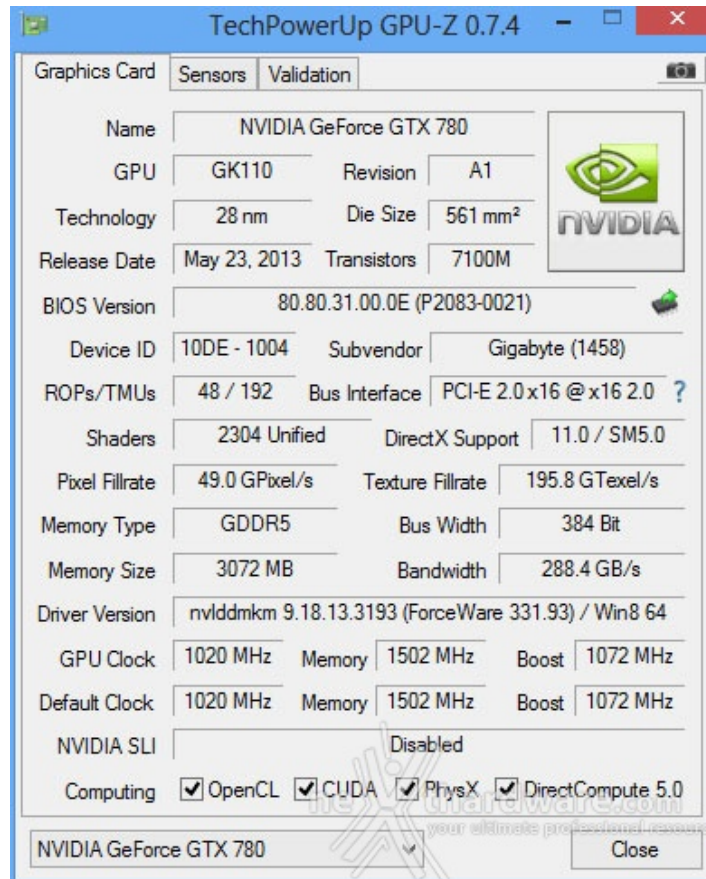 TechPowerUp GPU-Z 0.7.4
Graphics Card Sensors Validation
Name NVIDIA GeForce GTX 780
GPU GK110 Revision A1
Technology 28 nm Die Size 561 mm²
NVIDIA
Release Date May 23, 2013 Transistors 7100M
BIOS Version 80.80.31.00.0E (P2083-0021)
Device ID 10DE - 1004 Subvendor Gigabyte (1458)
ROPs/TMUs 48 / 192 Bus Interface PCI-E 2.0 x16 @ x16 2.0 ?
Shaders 2304 Unified DirectX Support 11.0 / SM5.0
Pixel Fillrate 49.0 GPixel/s Texture Fillrate 195.8 GTexel/s
Memory Type GDDR5 Bus Width 384 Bit
Memory Size 3072 MB Bandwidth 288.4 GB/s
Driver Version nvlddmkm 9.18.13.3193 (ForceWare 331.93) / Win8 64
GPU Clock 1020 MHz Memory 1502 MHz Boost 1072 MHz
Default Clock 1020 MHz Memory 1502 MHz Boost 1072 MHz
NVIDIA SLI Disabled
Computing OpenCL CUDA PhysX DirectCompute 5.0
nexthardware.com
your ultimate professional resource
NVIDIA GeForce GTX 780 Close